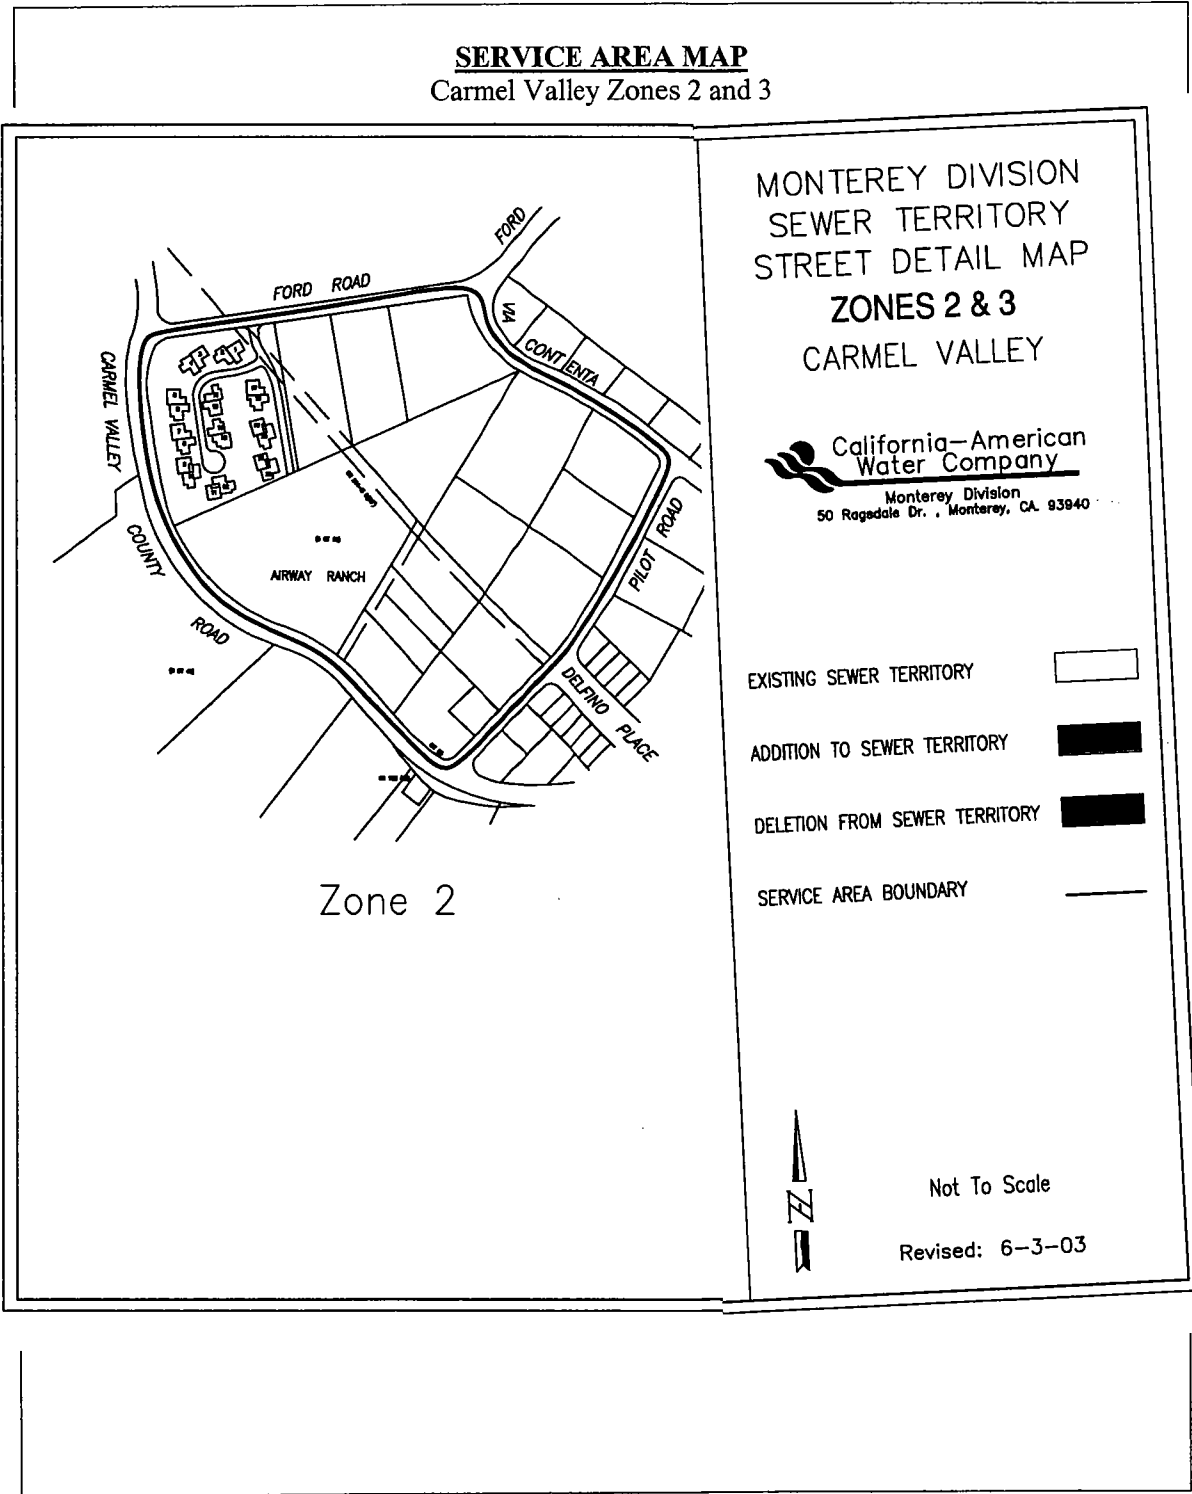 SERVICE AREA MAP
Carmel Valley Zones 2 and 3
MONTEREY DIVISION
SEWER TERRITORY
STREET DETAIL MAP
ZONES 2 & 3
CARMEL VALLEY
California-American
Water Company
Monterey Division
50 Ragsdale Dr. , Monterey, CA. 93940
FORD
FORD ROAD
VIA
CONTENTA
CARMEL VALLEY
COUNTY
ROAD
AIRWAY RANCH
PILOT ROAD
DELFINO PLACE
Zone 2
EXISTING SEWER TERRITORY
ADDITION TO SEWER TERRITORY
DELETION FROM SEWER TERRITORY
SERVICE AREA BOUNDARY
N
Not To Scale
Revised: 6-3-03